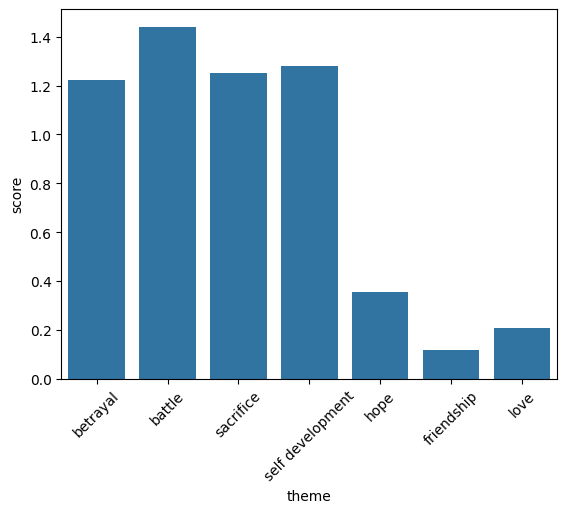 1.4
1.2
1.0
0.8
0.6
0.4
0.2
0.0
score
betrayal
battle
sacrifice
self development
hope
friendship
love
theme